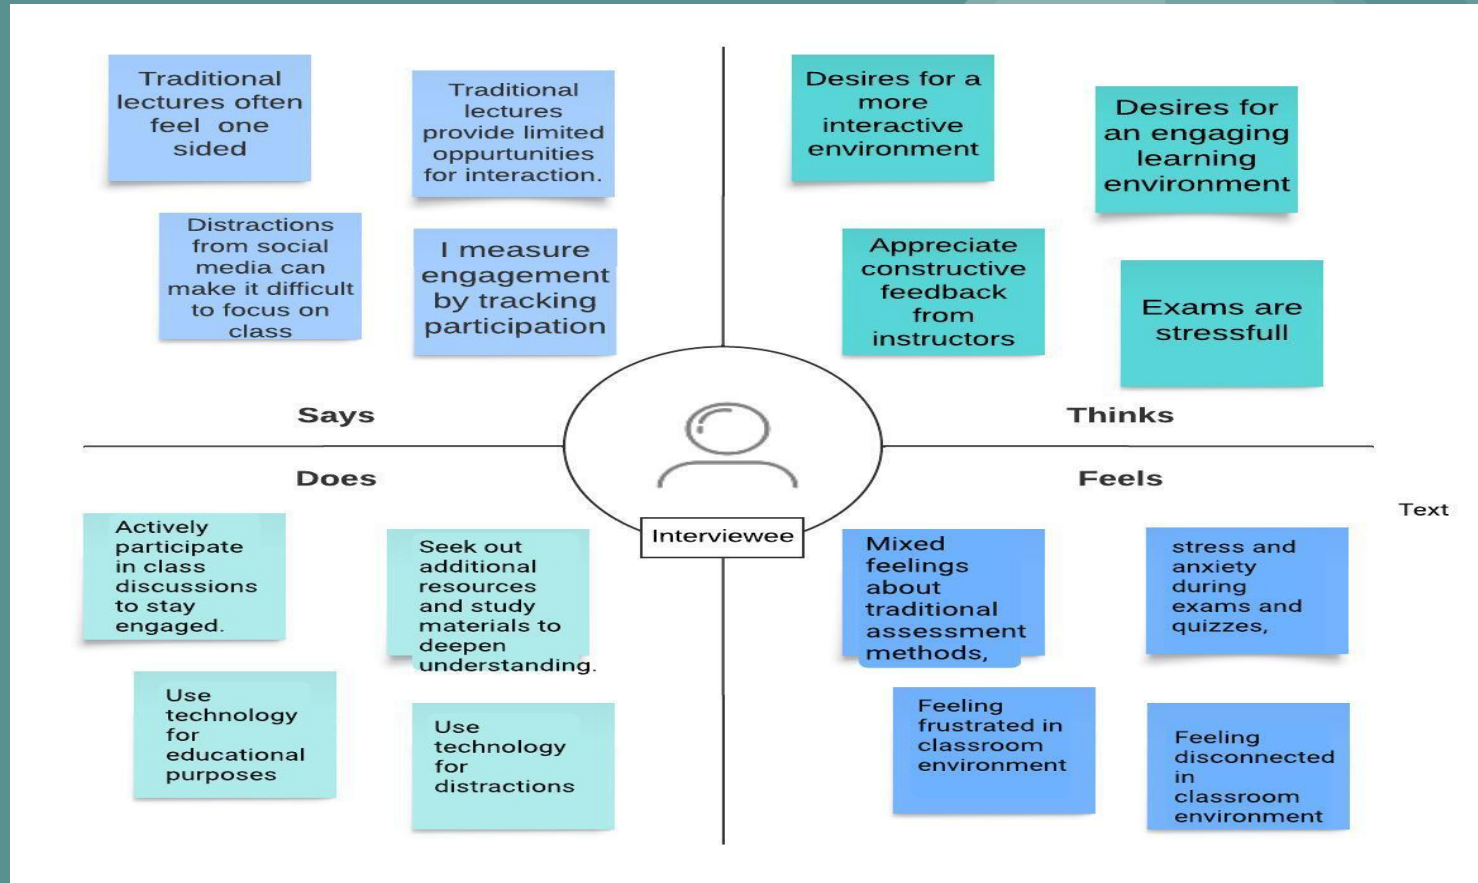 Traditional
lectures often
feel one
sided
Traditional
lectures
provide limited
oppurtunities
for interaction.
Distractions
from social
media can
make it difficult
to focus on
class
I measure
engagement
by tracking
participation
Says
Desires for a
more
interactive
environment
Desires for
an engaging
learning
environment
Appreciate
constructive
feedback
from
instructors
Exams are
stressfull
Thinks
Does
Actively
participate
in class
discussions
to stay
engaged.
Seek out
additional
resources
and study
materials to
deepen
understanding.
Use
technology
for
educational
purposes
Use
technology
for
distractions
Interviewee
Feels
Mixed
feelings
about
traditional
assessment
methods,
stress and
anxiety
during
exams and
quizzes,
Feeling
frustrated in
classroom
environment
Feeling
disconnected
in
classroom
environment
Text